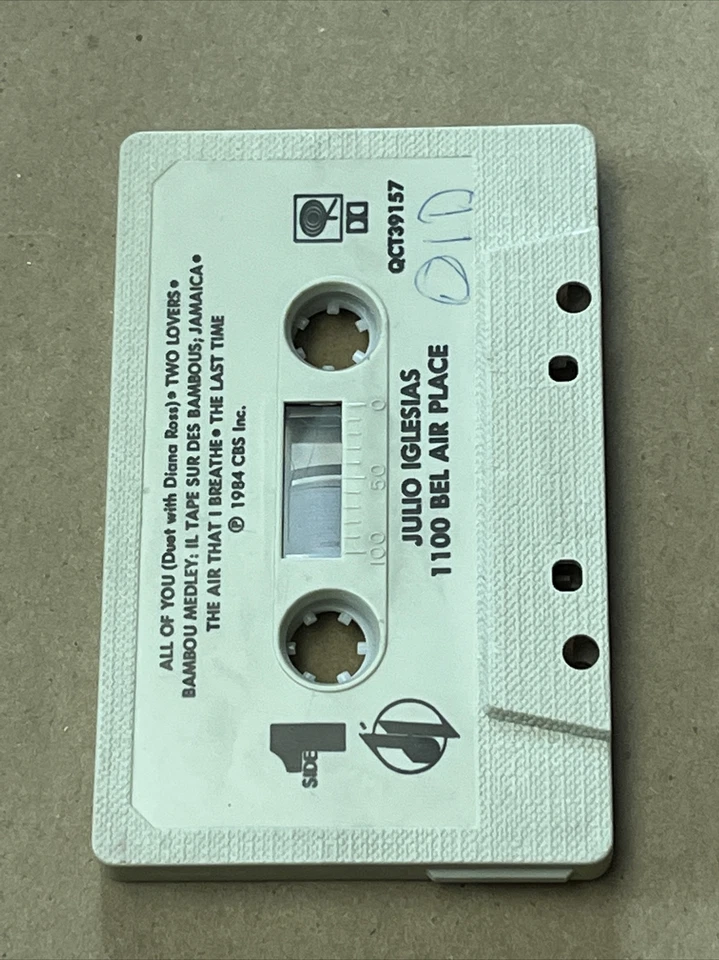 ALL OF YOU (Duet with Diana Ross)• TWO LOVERS•
BAMBOU MEDLEY: IL TAPE SUR DES BAMBOUS; JAMAICA•
THE AIR THAT I BREATHE• THE LAST TIME
℗ 1984 CBS Inc.
SIDE 1
100 50 0
QCT39157
JULIO IGLESIAS
1100 BEL AIR PLACE